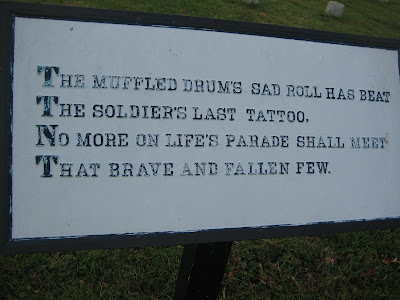 THE MUFFLED DRUM'S SAD ROLL HAS BEAT
THE SOLDIER'S LAST TATTOO.
NO MORE ON LIFE'S PARADE SHALL MEET
THAT BRAVE AND FALLEN FEW.